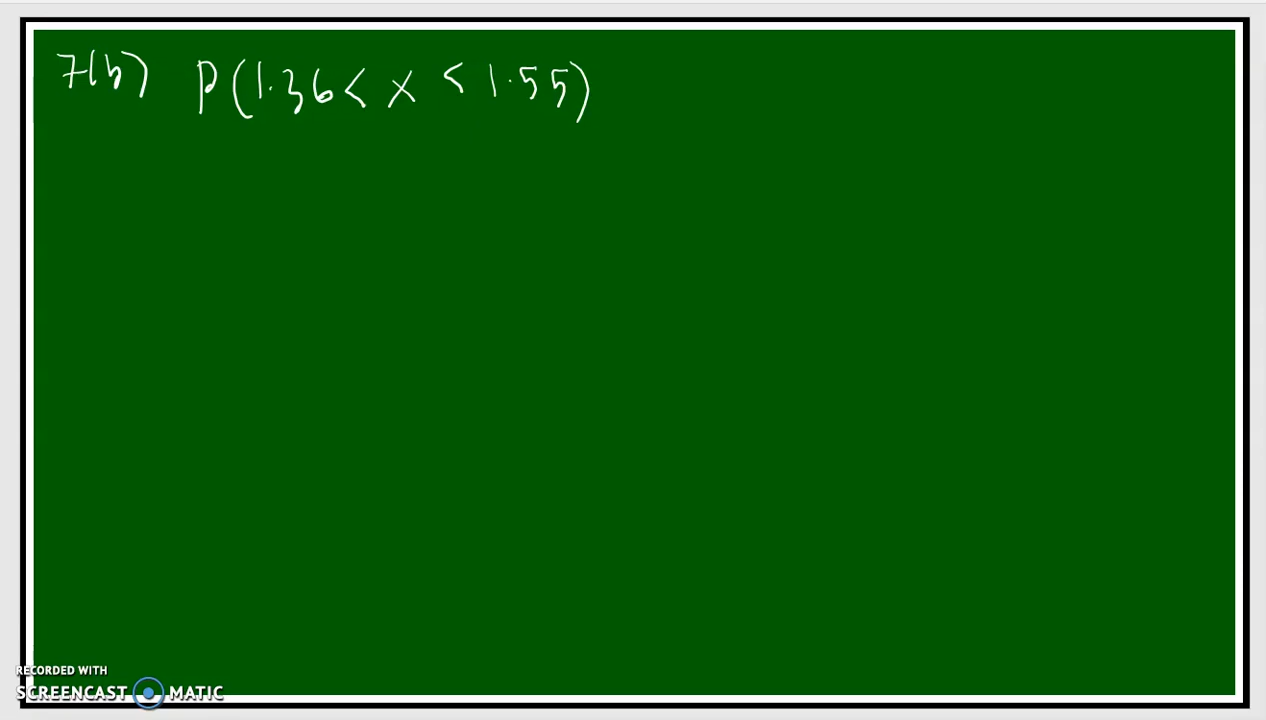 7(b) P(1.36 < x < 1.55)
RECORDED WITH
SCREENCAST MATIC